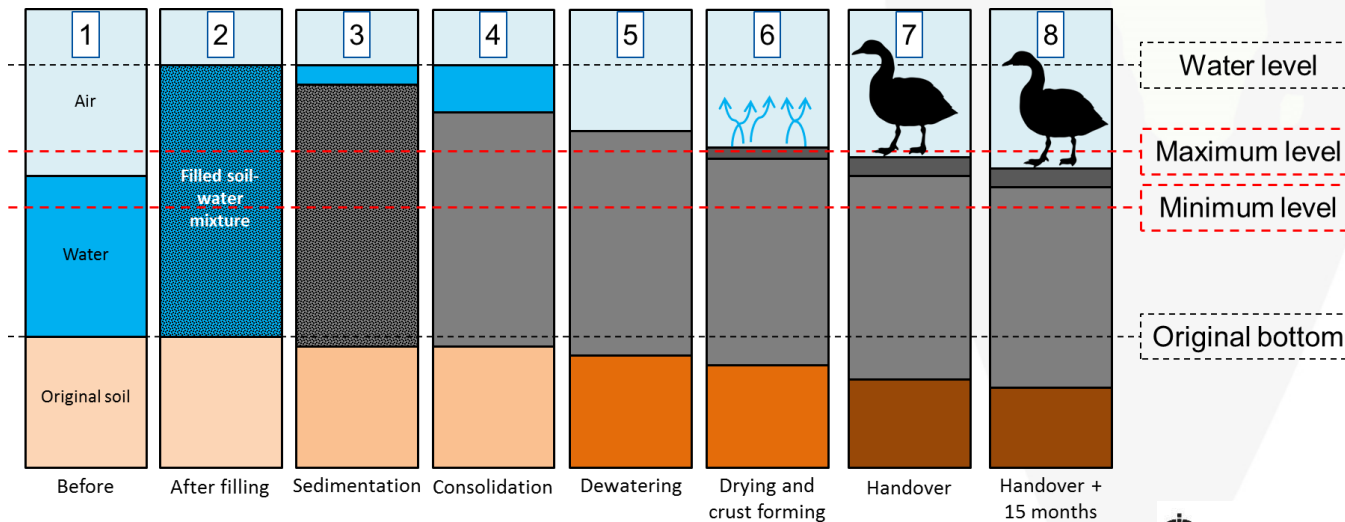 1
2
3
4
5
6
7
8
Water level
Air
Maximum level
Filled soil-
water
mixture
Minimum level
Water
Original bottom
Original soil
Before
After filling
Sedimentation
Consolidation
Dewatering
Drying and
crust forming
Handover
Handover +
15 months